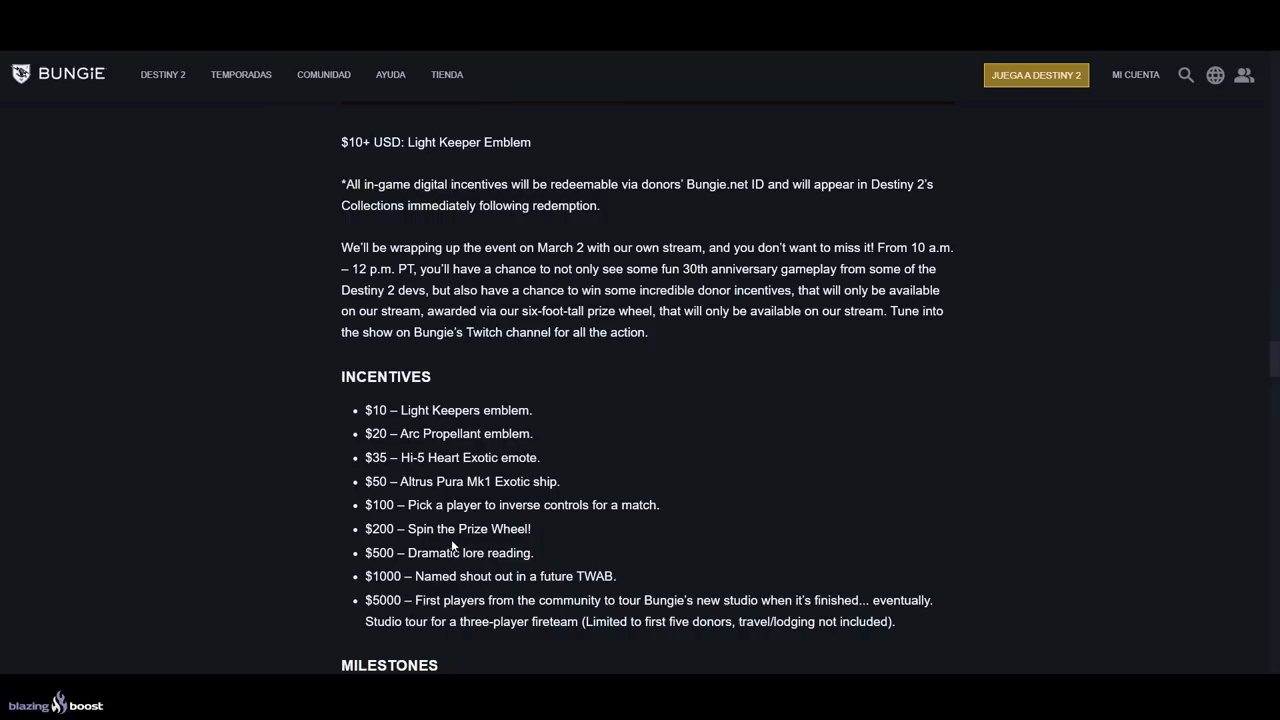 BUNGiE DESTINY 2 TEMPORADAS COMUNIDAD AYUDA TIENDA JUEGA A DESTINY 2 MI CUENTA
$10+ USD: Light Keeper Emblem
*All in-game digital incentives will be redeemable via donors' Bungie.net ID and will appear in Destiny 2's
Collections immediately following redemption.
We'll be wrapping up the event on March 2 with our own stream, and you don't want to miss it! From 10 a.m.
– 12 p.m. PT, you'll have a chance to not only see some fun 30th anniversary gameplay from some of the
Destiny 2 devs, but also have a chance to win some incredible donor incentives, that will only be available
on our stream, awarded via our six-foot-tall prize wheel, that will only be available on our stream. Tune into
the show on Bungie's Twitch channel for all the action.
INCENTIVES
• $10 – Light Keepers emblem.
• $20 – Arc Propellant emblem.
• $35 – Hi-5 Heart Exotic emote.
• $50 – Altrus Pura Mk1 Exotic ship.
• $100 – Pick a player to inverse controls for a match.
• $200 – Spin the Prize Wheel!
• $500 – Dramatic lore reading.
• $1000 – Named shout out in a future TWAB.
• $5000 – First players from the community to tour Bungie's new studio when it's finished... eventually.
Studio tour for a three-player fireteam (Limited to first five donors, travel/lodging not included).
MILESTONES
blazing boost